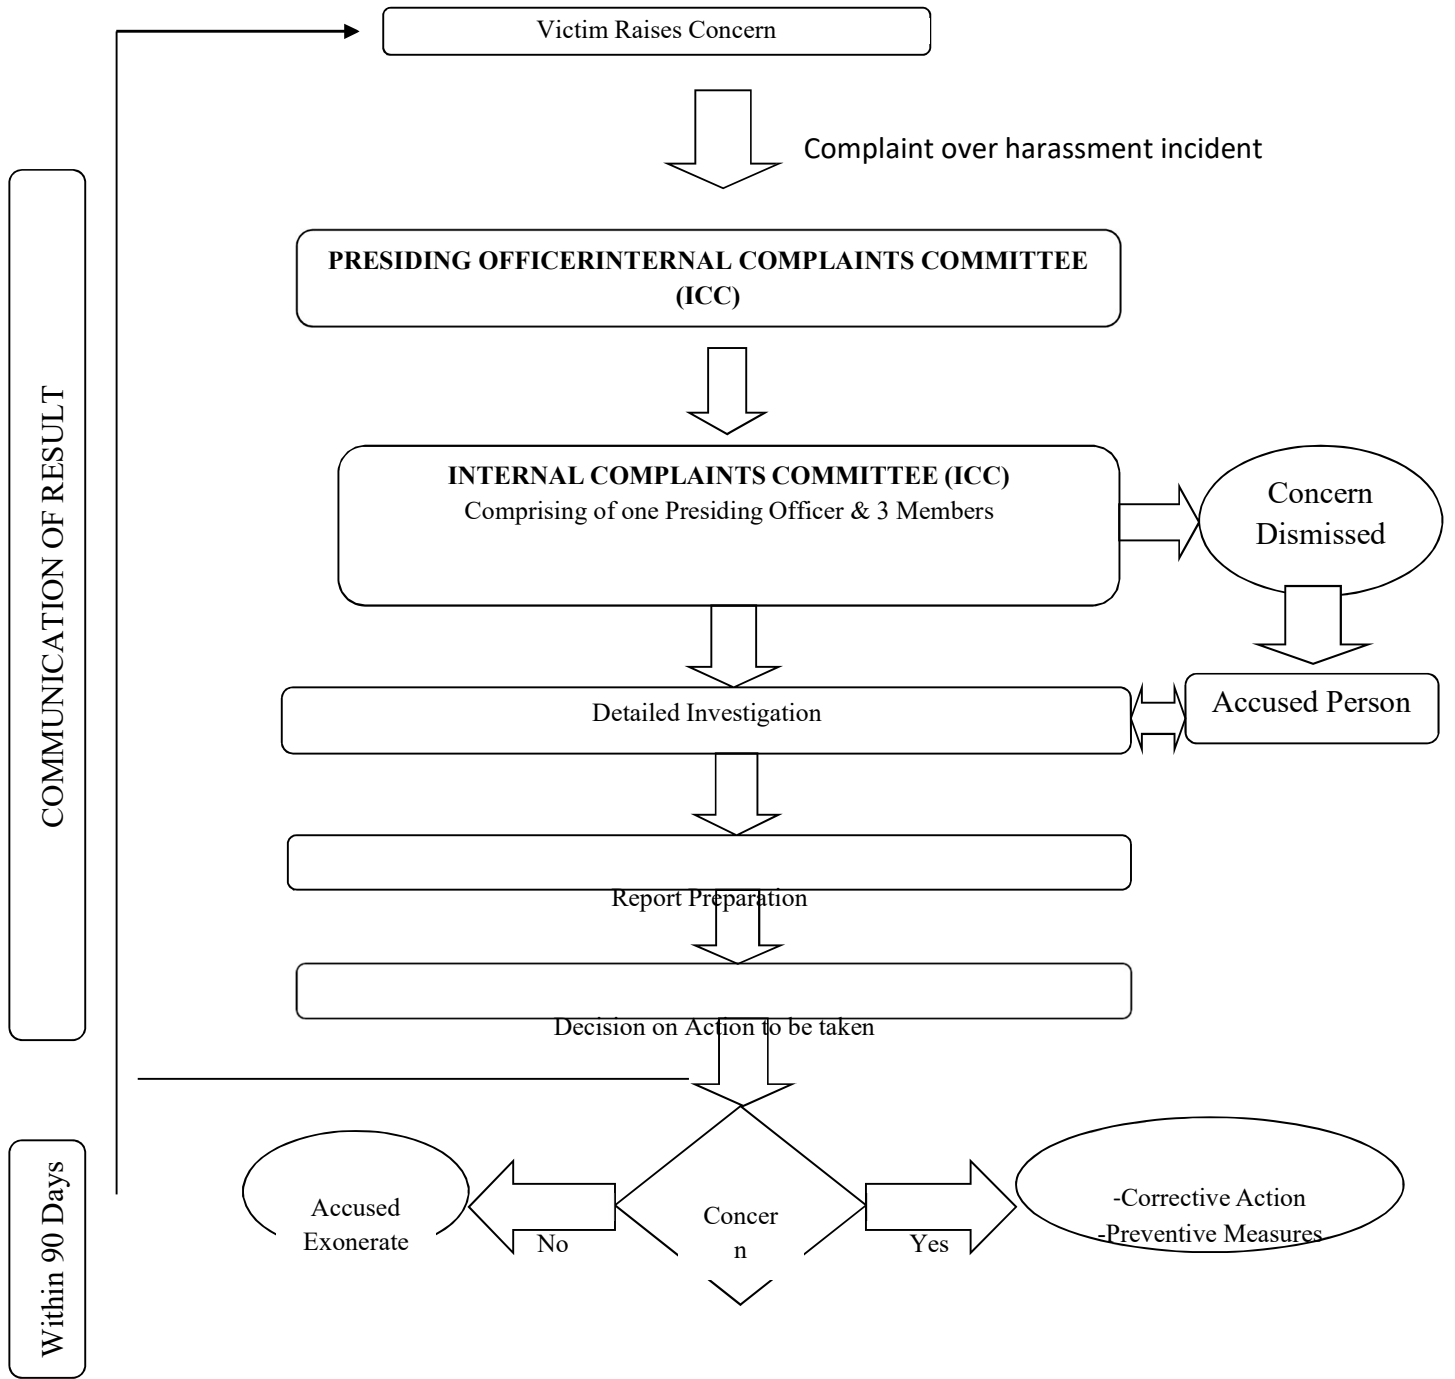 Victim Raises Concern
Complaint over harassment incident
PRESIDING OFFICERINTERNAL COMPLAINTS COMMITTEE
(ICC)
INTERNAL COMPLAINTS COMMITTEE (ICC)
Comprising of one Presiding Officer & 3 Members
Concern
Dismissed
COMMUNICATION OF RESULT
Detailed Investigation
Accused Person
Report Preparation
Decision on Action to be taken
Within 90 Days
Accused
Exonerate
No
Concer
n
Yes
-Corrective Action
-Preventive Measures